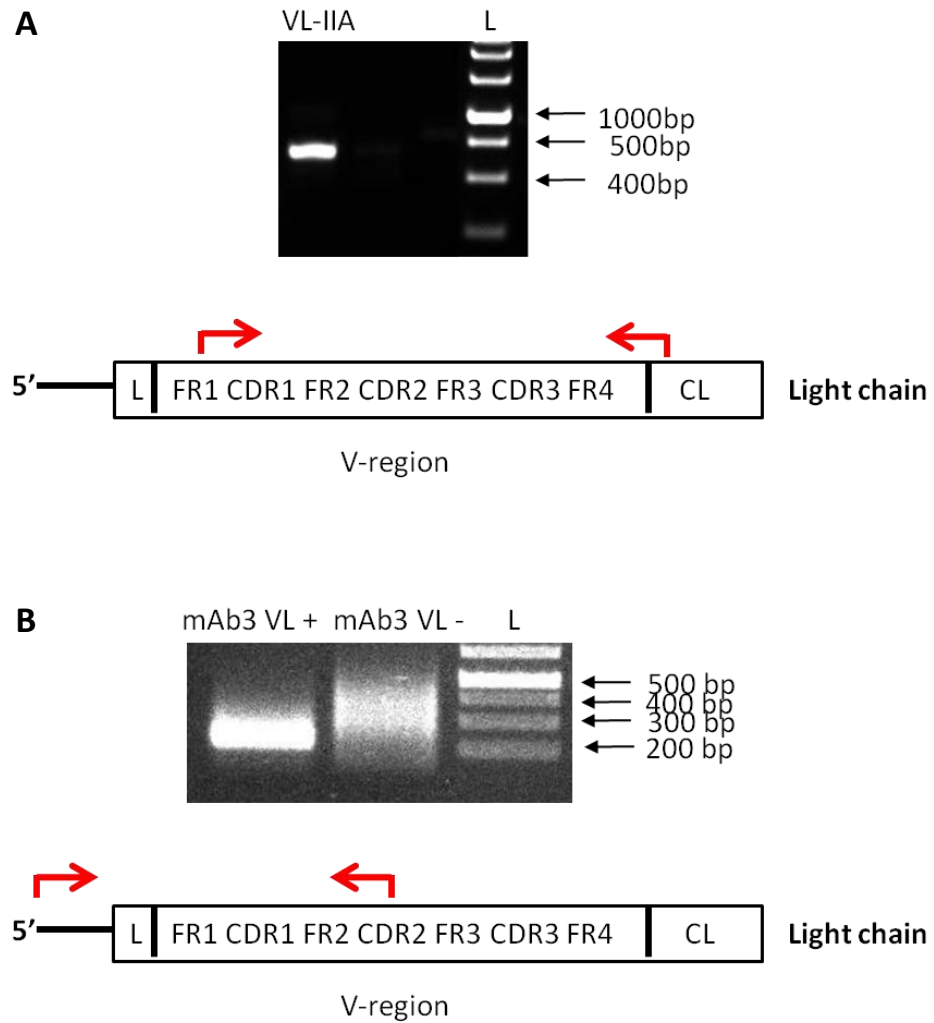 A
VL-IIA L
1000bp
500bp
400bp
5’ L FR1 CDR1 FR2 CDR2 FR3 CDR3 FR4 CL Light chain
V-region
B
mAb3 VL + mAb3 VL - L
500 bp
400 bp
300 bp
200 bp
5’ L FR1 CDR1 FR2 CDR2 FR3 CDR3 FR4 CL Light chain
V-region